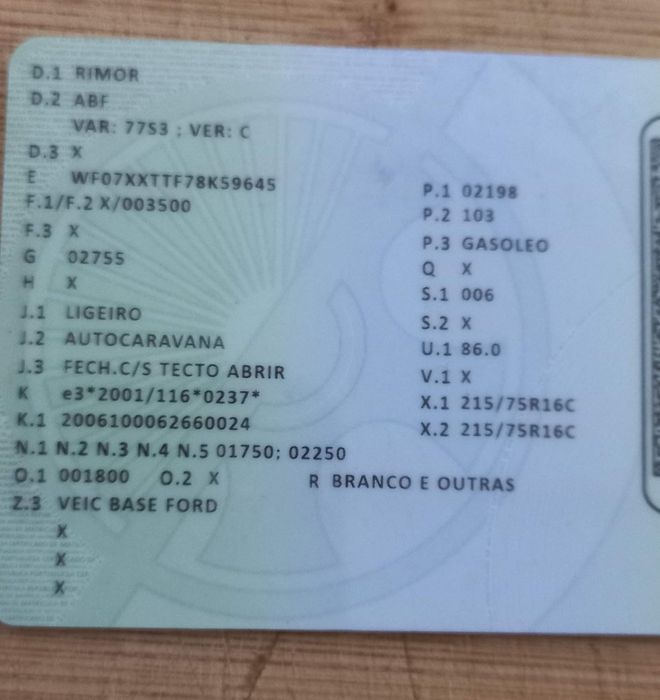 D.1 RIMOR
D.2 ABF
VAR: 77S3 ; VER: C
D.3 X
E WF07XXTTF78K59645
F.1/F.2 X/003500
F.3 X
G 02755
H X
J.1 LIGEIRO
J.2 AUTOCARAVANA
J.3 FECH.C/S TECTO ABRIR
K e3*2001/116*0237*
K.1 2006100062660024
N.1 N.2 N.3 N.4 N.5 01750; 02250
O.1 001800 O.2 X
R BRANCO E OUTRAS
Z.3 VEIC BASE FORD
X
X
X
P.1 02198
P.2 103
P.3 GASOLEO
Q X
S.1 006
S.2 X
U.1 86.0
V.1 X
X.1 215/75R16C
X.2 215/75R16C